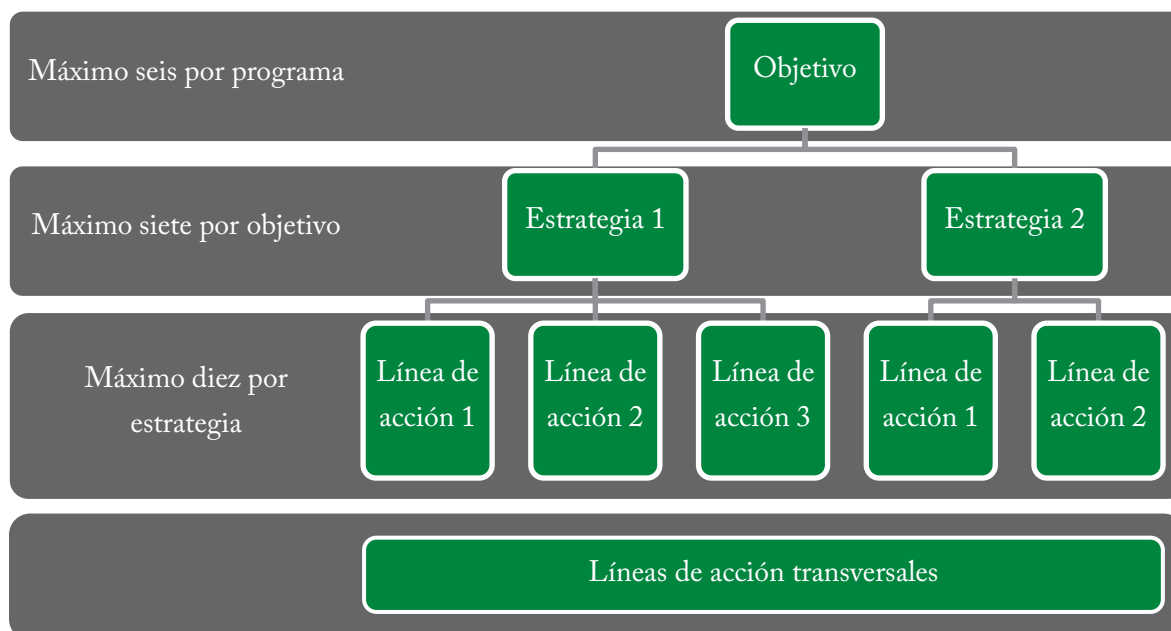 Máximo seis por programa
Objetivo
Máximo siete por objetivo
Estrategia 1
Estrategia 2
Máximo diez por
estrategia
Línea de
acción 1
Línea de
acción 2
Línea de
acción 3
Línea de
acción 1
Línea de
acción 2
Líneas de acción transversales